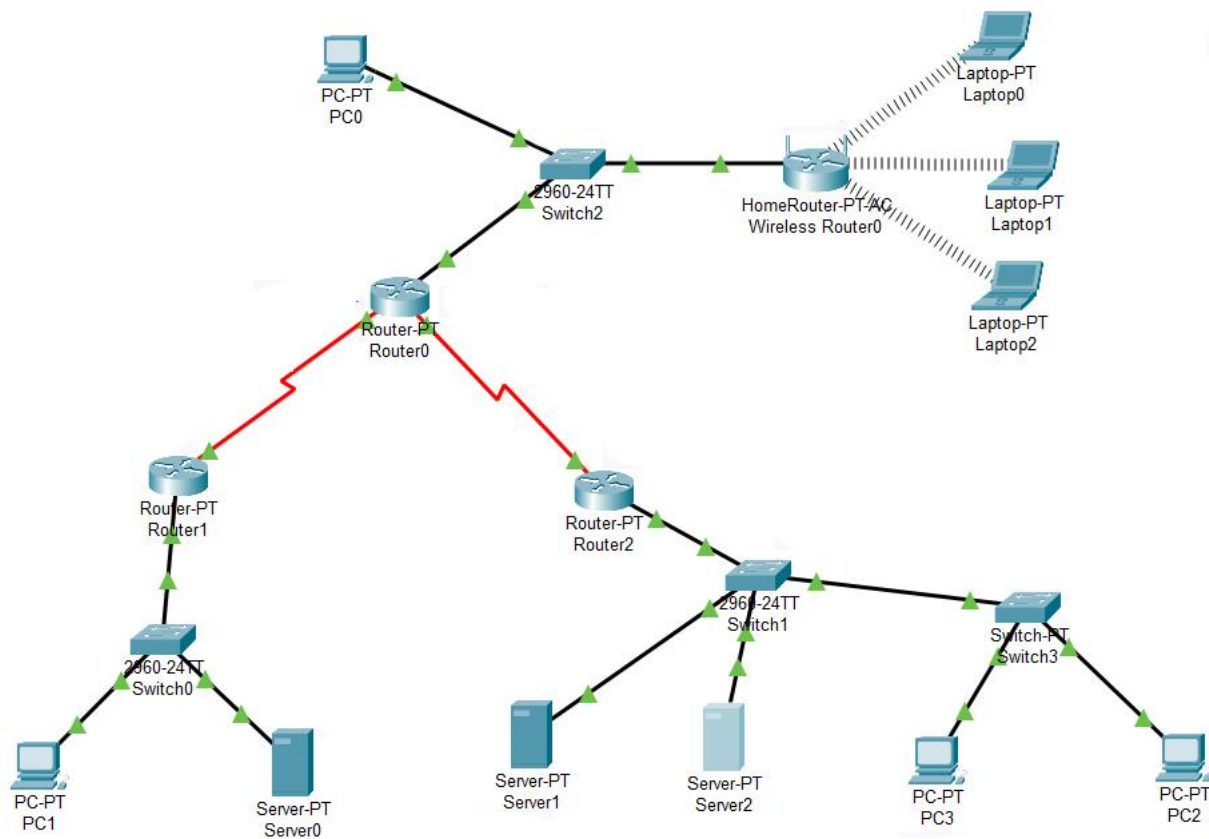 Laptop-PT
Laptop0
PC-PT
PC0
2960-24TT
Switch2
HomeRouter-PT-AC
Wireless Router0
Laptop-PT
Laptop1
Laptop-PT
Laptop2
Router-PT
Router0
Router-PT
Router1
Router-PT
Router2
2960-24TT
Switch1
Switch-PT
Switch3
2960-24TT
Switch0
PC-PT
PC1
Server-PT
Server0
Server-PT
Server1
Server-PT
Server2
PC-PT
PC3
PC-PT
PC2